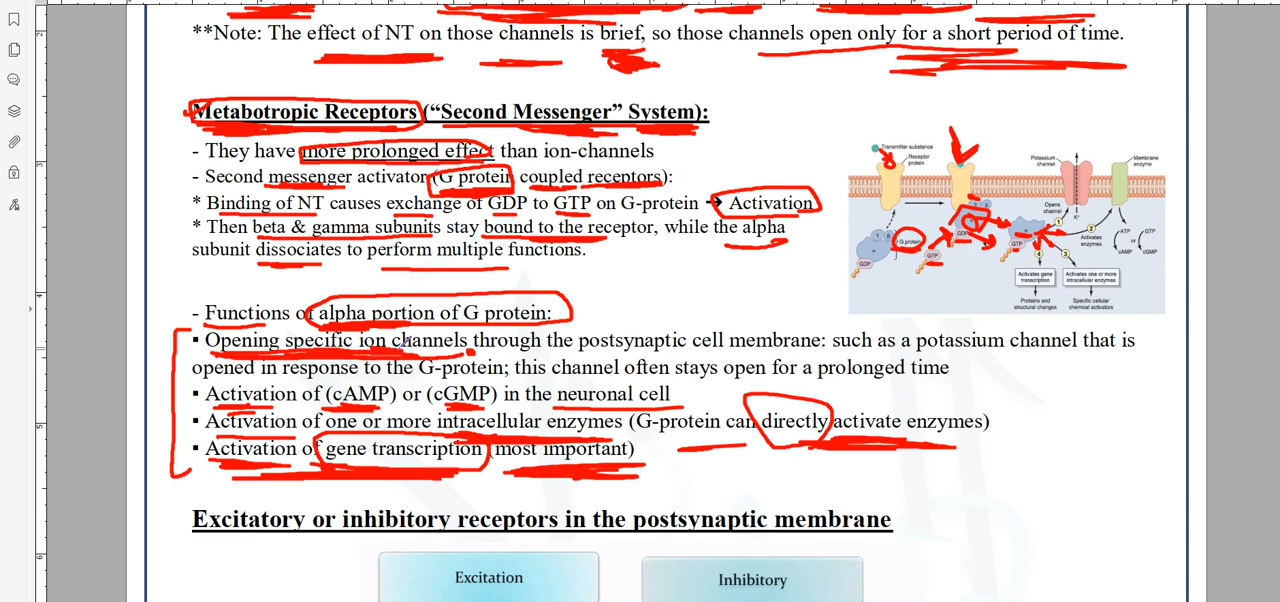 **Note: The effect of NT on those channels is brief, so those channels open only for a short period of time.
Metabotropic Receptors (“Second Messenger” System):
- They have more prolonged effect than ion-channels
- Second messenger activator (G protein coupled receptors):
* Binding of NT causes exchange of GDP to GTP on G-protein ➔ Activation
* Then beta & gamma subunits stay bound to the receptor, while the alpha
subunit dissociates to perform multiple functions.
Transmitter substance
Receptor
protein
Potassium
channel
Membrane
enzyme
G protein
GDP
GTP
GDP
GTP
Opens
channel
K+
1
2
Activates
enzymes
ATP
or
GTP
cAMP
cGMP
4
3
Activates gene
transcription
Activates one or more
intracellular enzymes
Proteins and
structural changes
Specific cellular
chemical activators
- Functions of alpha portion of G protein:
▪ Opening specific ion channels through the postsynaptic cell membrane: such as a potassium channel that is
opened in response to the G-protein; this channel often stays open for a prolonged time
▪ Activation of (cAMP) or (cGMP) in the neuronal cell
▪ Activation of one or more intracellular enzymes (G-protein can directly activate enzymes)
▪ Activation of gene transcription (most important)
Excitatory or inhibitory receptors in the postsynaptic membrane
Excitation
Inhibitory